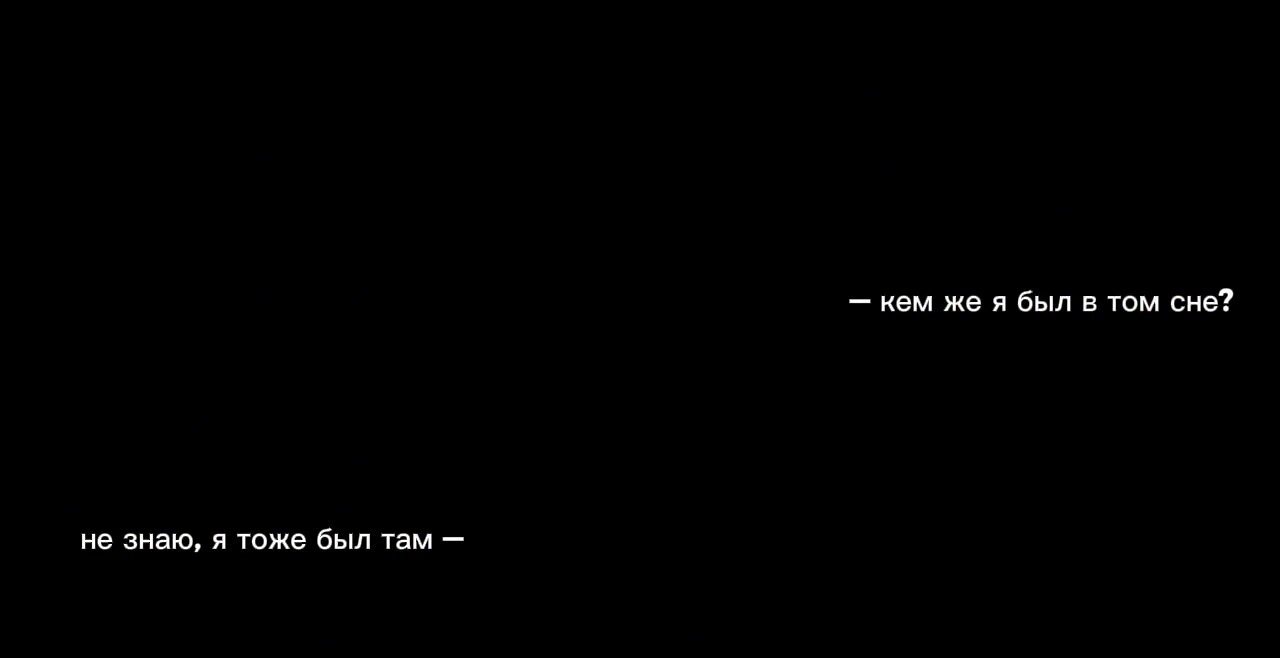 — кем же я был в том сне?
не знаю, я тоже был там —